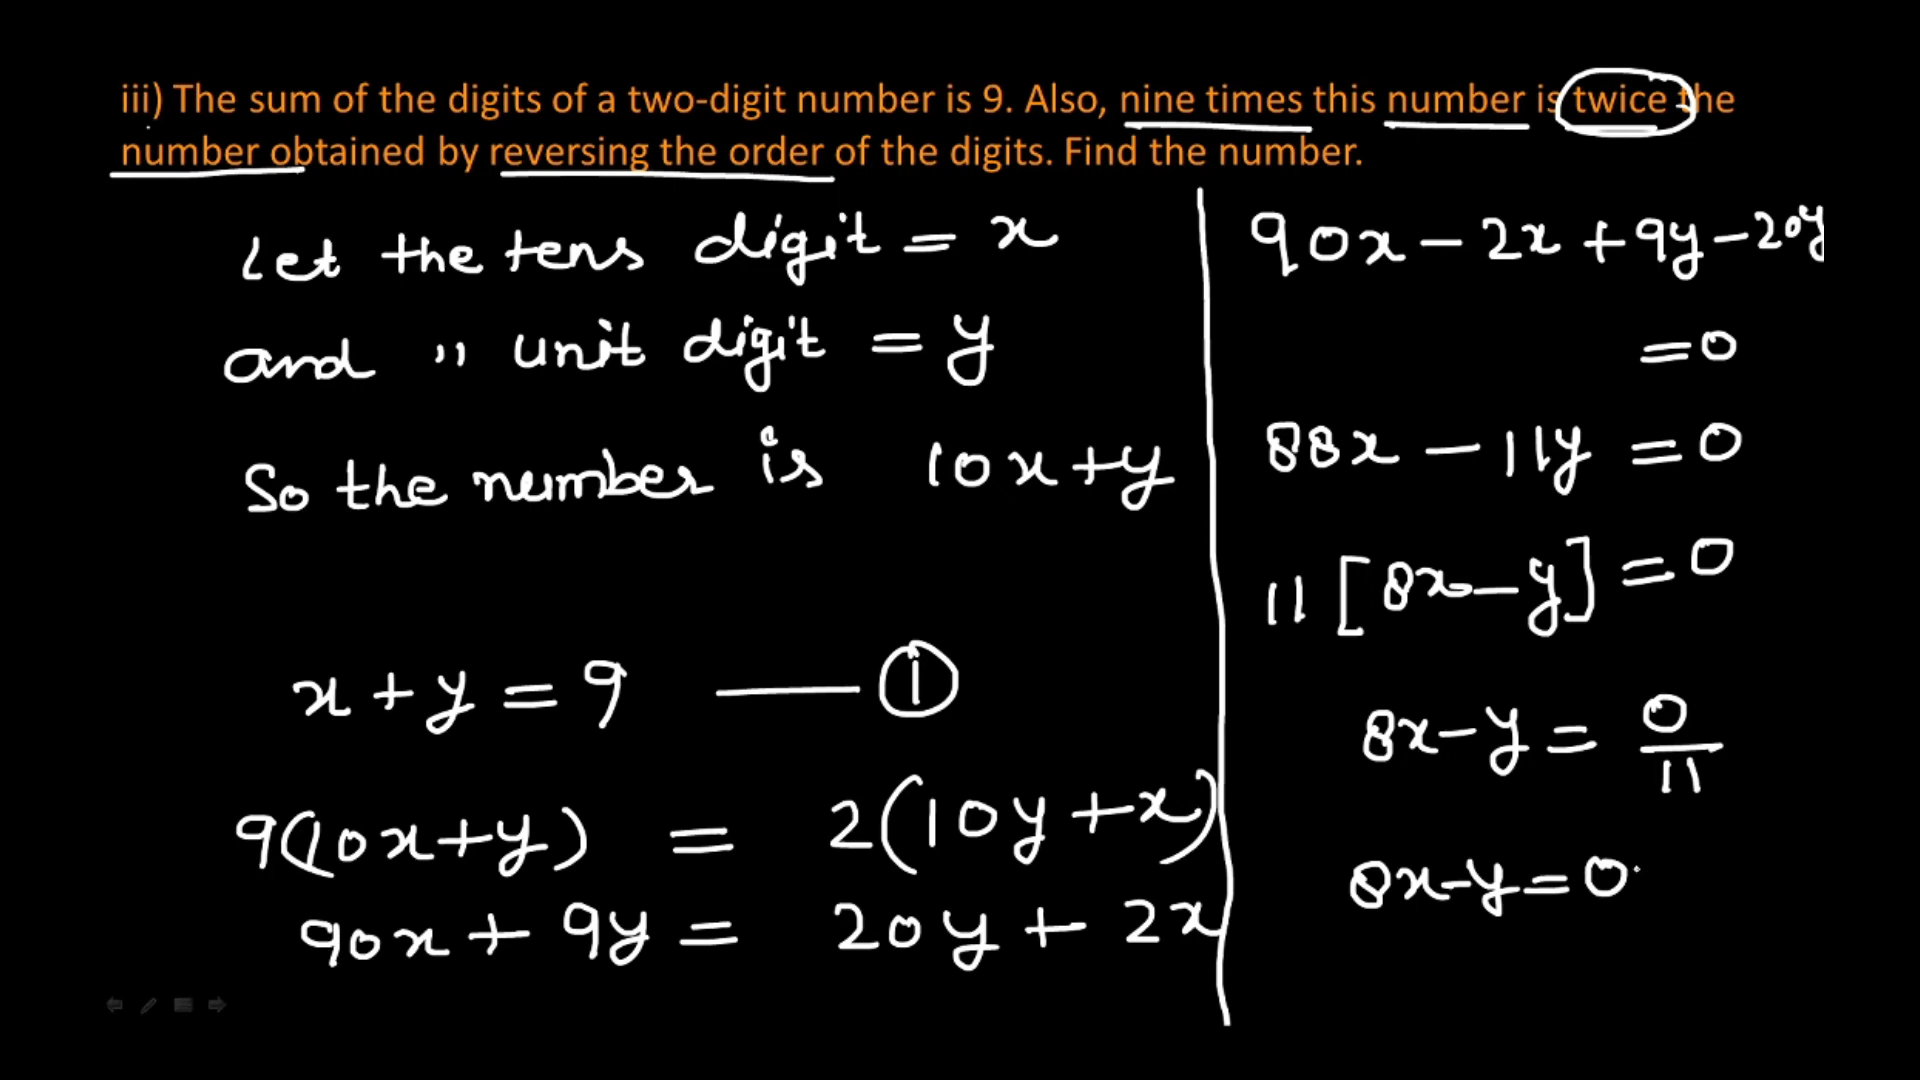 iii) The sum of the digits of a two-digit number is 9. Also, nine times this number is twice the
number obtained by reversing the order of the digits. Find the number.
Let the tens digit = x
and " unit digit = y
So the number is 10x+y
x + y = 9 —— ①
9(10x+y) = 2(10y+x)
90x + 9y = 20y + 2x
90x - 2x + 9y - 20y
= 0
88x - 11y = 0
11 [8x - y] = 0
8x - y = 0/11
8x - y = 0